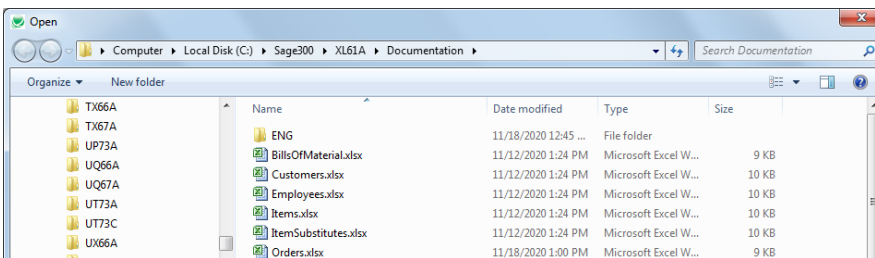 Open
Computer Local Disk (C:) Sage300 XL61A Documentation Search Documentation
Organize New folder
Name Date modified Type Size
TX66A
TX67A
UP73A
UQ66A
UQ67A
UT73A
UT73C
UX66A
ENG 11/18/2020 12:45 ... File folder
BillsOfMaterial.xlsx 11/12/2020 1:24 PM Microsoft Excel W... 9 KB
Customers.xlsx 11/12/2020 1:24 PM Microsoft Excel W... 10 KB
Employees.xlsx 11/12/2020 1:24 PM Microsoft Excel W... 10 KB
Items.xlsx 11/12/2020 1:24 PM Microsoft Excel W... 10 KB
ItemSubstitutes.xlsx 11/12/2020 1:24 PM Microsoft Excel W... 10 KB
Orders.xlsx 11/18/2020 1:00 PM Microsoft Excel W... 9 KB